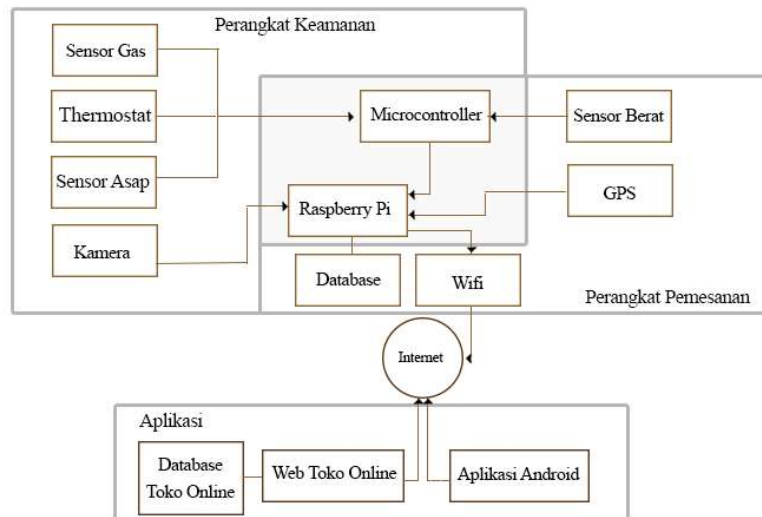 Perangkat Keamanan
Sensor Gas
Thermostat
Microcontroller
Sensor Berat
Sensor Asap
Raspberry Pi
GPS
Kamera
Database
Wifi
Perangkat Pemesanan
Internet
Aplikasi
Database
Toko Online
Web Toko Online
Aplikasi Android